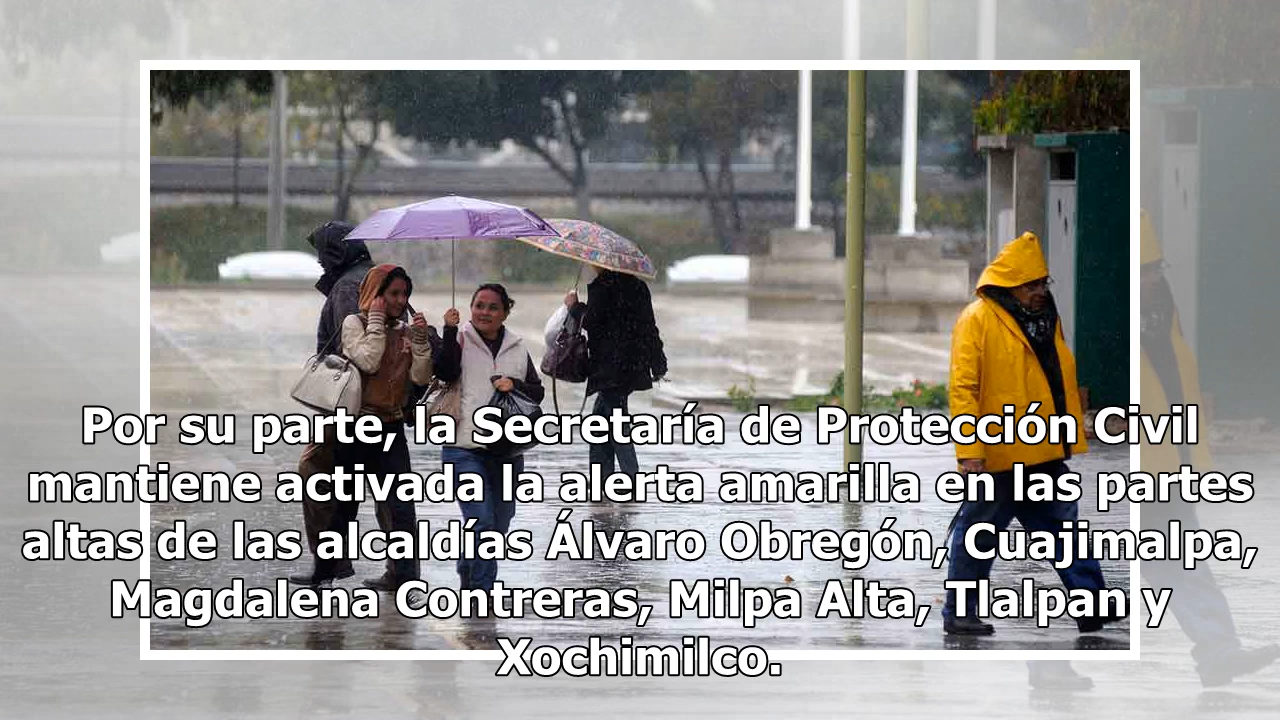 Por su parte, la Secretaría de Protección Civil
mantiene activada la alerta amarilla en las partes
altas de las alcaldías Álvaro Obregón, Cuajimalpa,
Magdalena Contreras, Milpa Alta, Tlalpan y
Xochimilco.